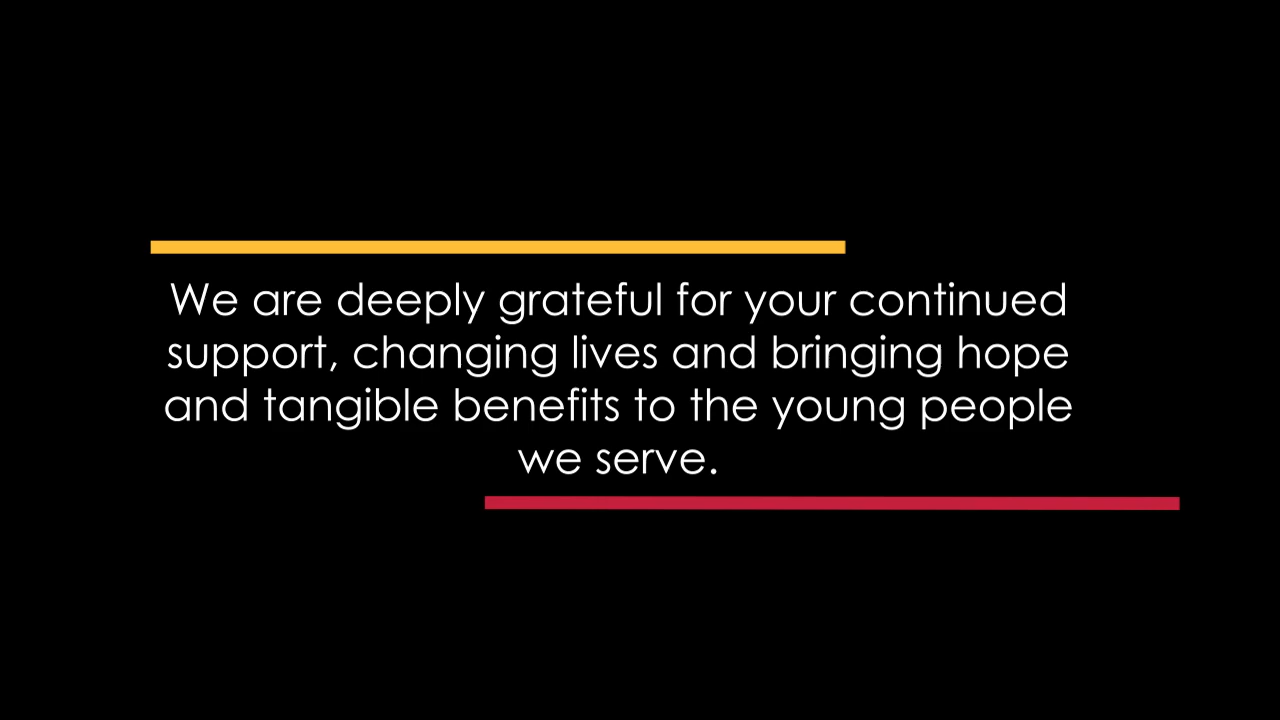 We are deeply grateful for your continued
support, changing lives and bringing hope
and tangible benefits to the young people
we serve.